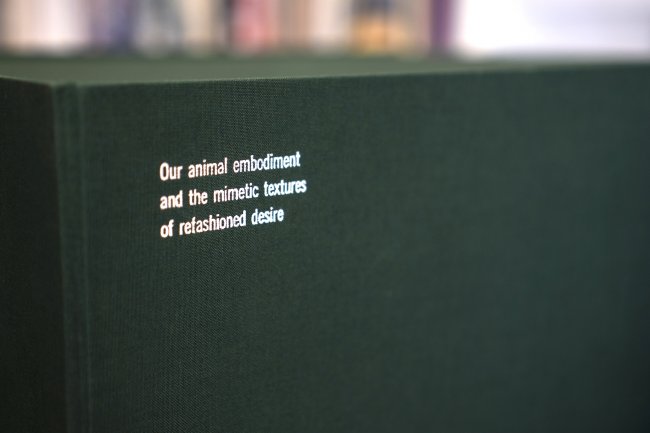 Our animal embodiment
and the mimetic textures
of refashioned desire